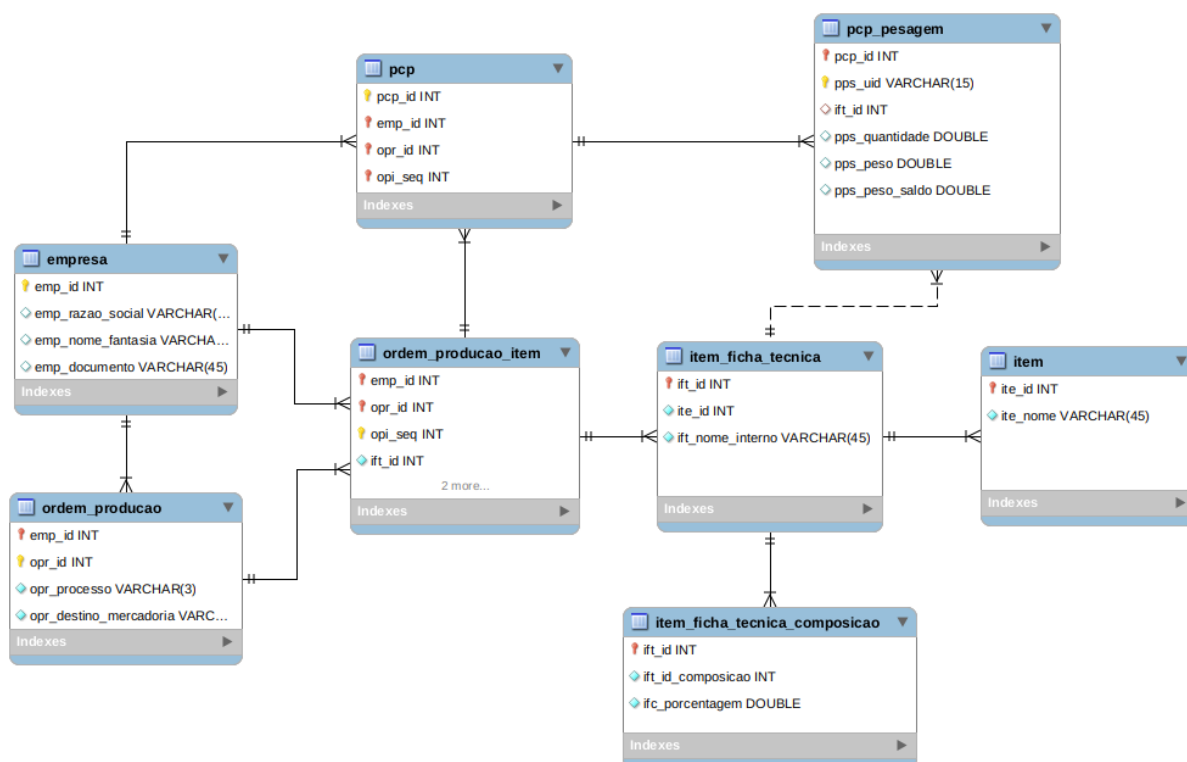 pcp
pcp_id INT
emp_id INT
opr_id INT
opi_seq INT
Indexes
pcp_pesagem
pcp_id INT
pps_uid VARCHAR(15)
ift_id INT
pps_quantidade DOUBLE
pps_peso DOUBLE
pps_peso_saldo DOUBLE
Indexes
empresa
emp_id INT
emp_razao_social VARCHAR(...
emp_nome_fantasia VARCHA...
emp_documento VARCHAR(45)
Indexes
ordem_producao_item
emp_id INT
opr_id INT
opi_seq INT
ift_id INT
2 more...
Indexes
item_ficha_tecnica
ift_id INT
ite_id INT
ift_nome_interno VARCHAR(45)
Indexes
item
ite_id INT
ite_nome VARCHAR(45)
Indexes
ordem_producao
emp_id INT
opr_id INT
opr_processo VARCHAR(3)
opr_destino_mercadoria VARC...
Indexes
item_ficha_tecnica_composicao
ift_id INT
ift_id_composicao INT
ifc_porcentagem DOUBLE
Indexes